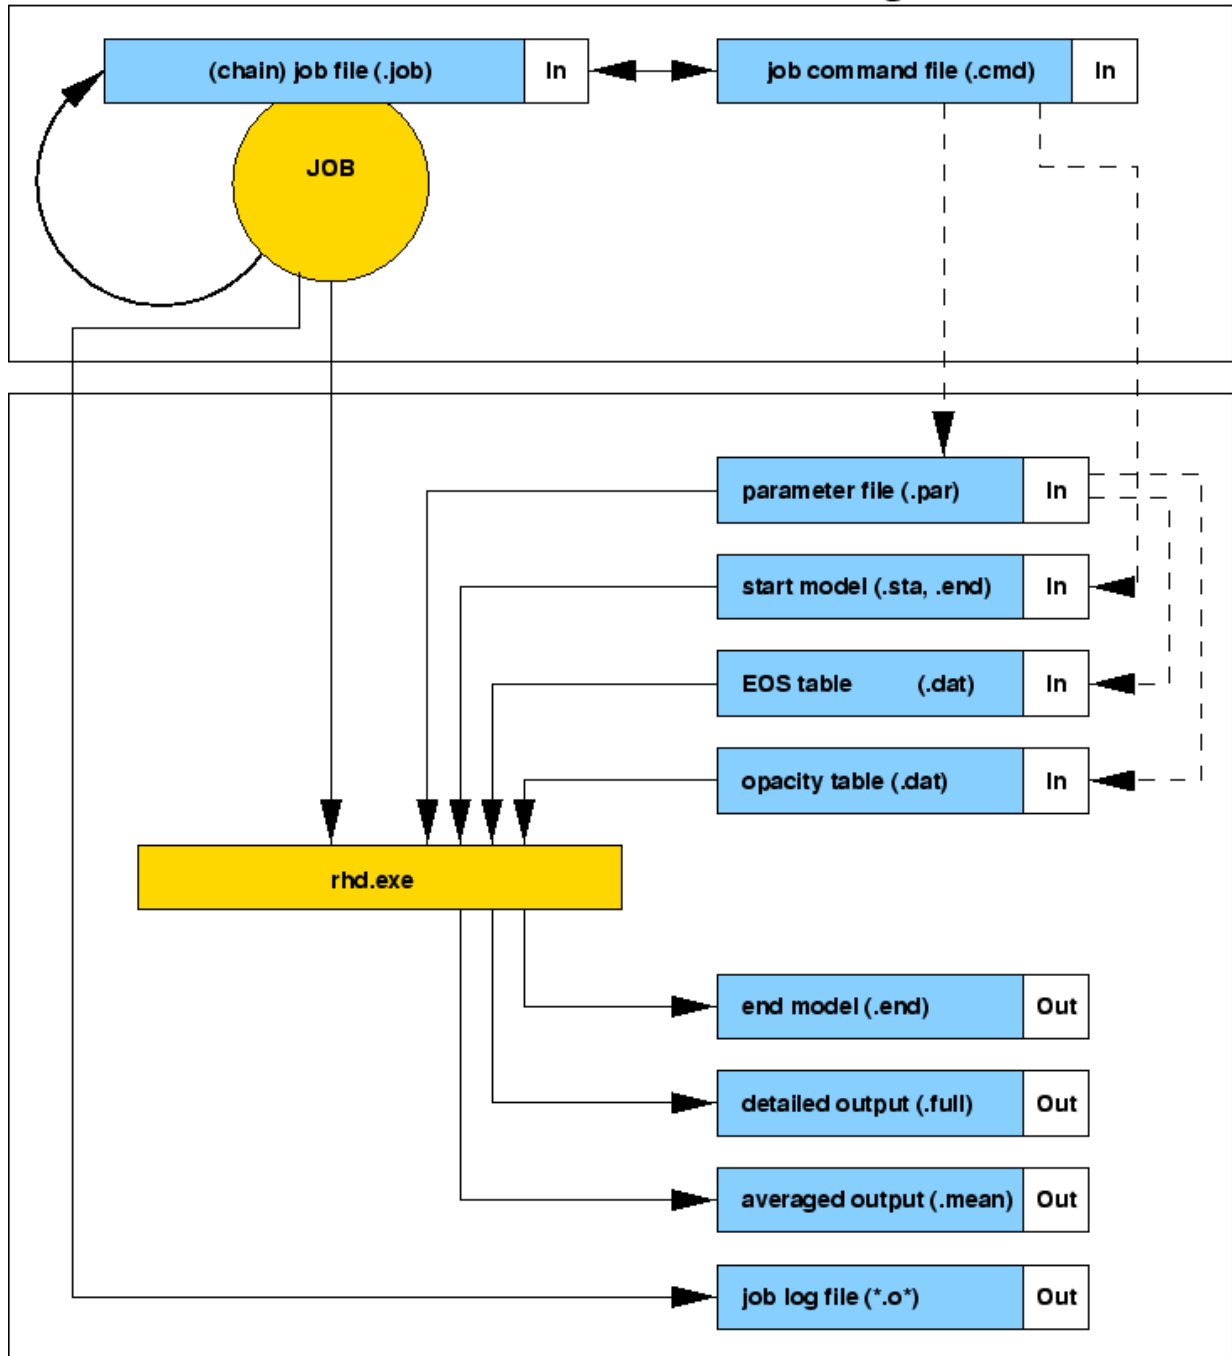 (chain) job file (.job) In
job command file (.cmd) In
JOB
parameter file (.par) In
start model (.sta, .end) In
EOS table (.dat) In
opacity table (.dat) In
rhd.exe
end model (.end) Out
detailed output (.full) Out
averaged output (.mean) Out
job log file (*.o*) Out